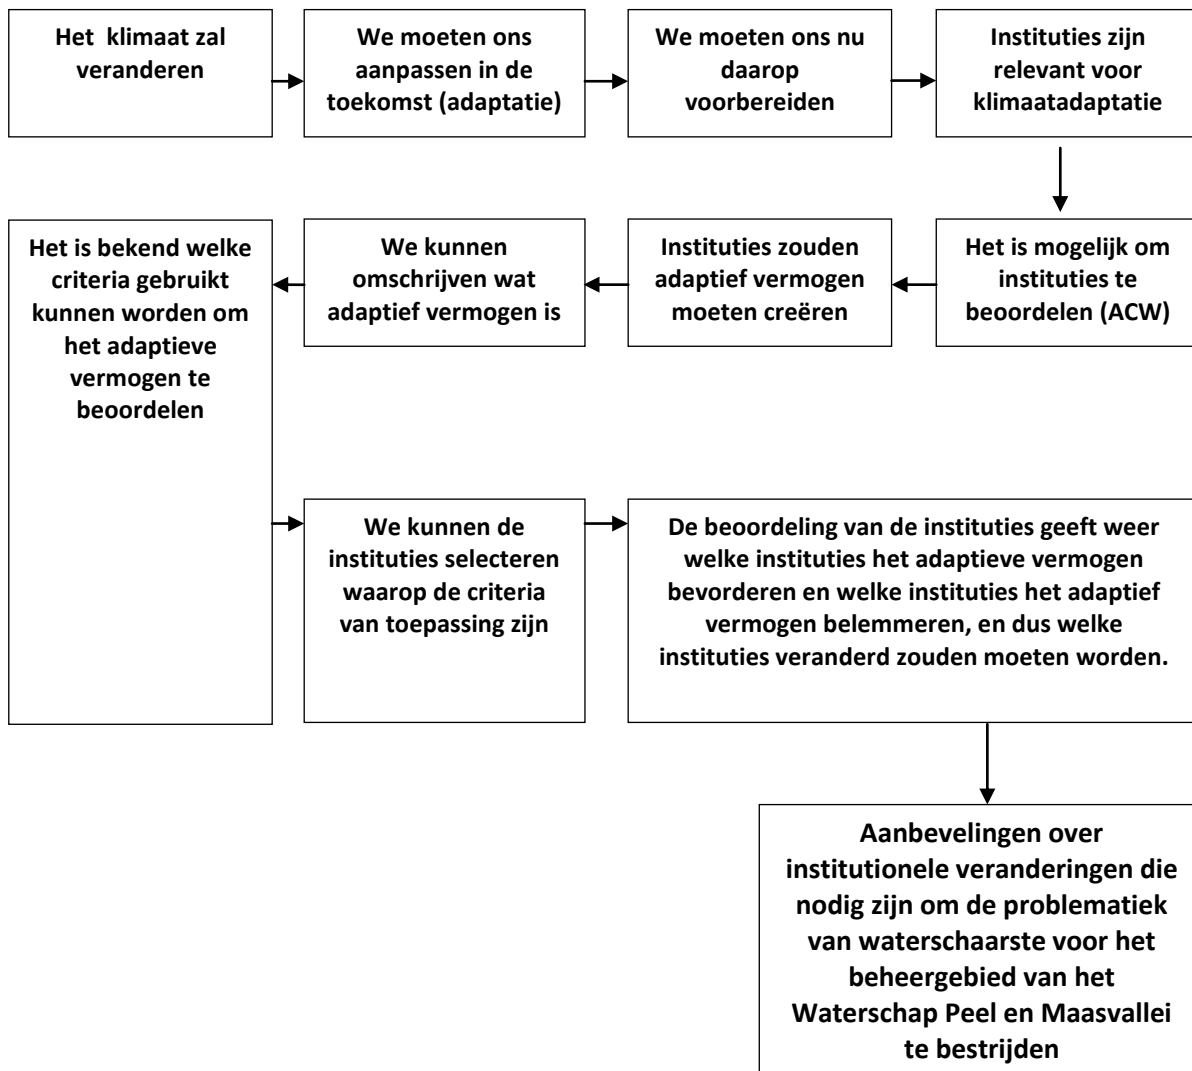 Het klimaat zal
veranderen
We moeten ons
aanpassen in de
toekomst (adaptatie)
We moeten ons nu
daarop
voorbereiden
Instituties zijn
relevant voor
klimaatadaptatie
Het is mogelijk om
instituties te
beoordelen (ACW)
Instituties zouden
adaptief vermogen
moeten creëren
We kunnen
omschrijven wat
adaptief vermogen is
Het is bekend welke
criteria gebruikt
kunnen worden om
het adaptieve
vermogen te
beoordelen
We kunnen de
instituties selecteren
waarop de criteria
van toepassing zijn
De beoordeling van de instituties geeft weer
welke instituties het adaptieve vermogen
bevorderen en welke instituties het adaptief
vermogen belemmeren, en dus welke
instituties veranderd zouden moeten worden.
Aanbevelingen over
institutionele veranderingen die
nodig zijn om de problematiek
van waterschaarste voor het
beheergebied van het
Waterschap Peel en Maasvallei
te bestrijden